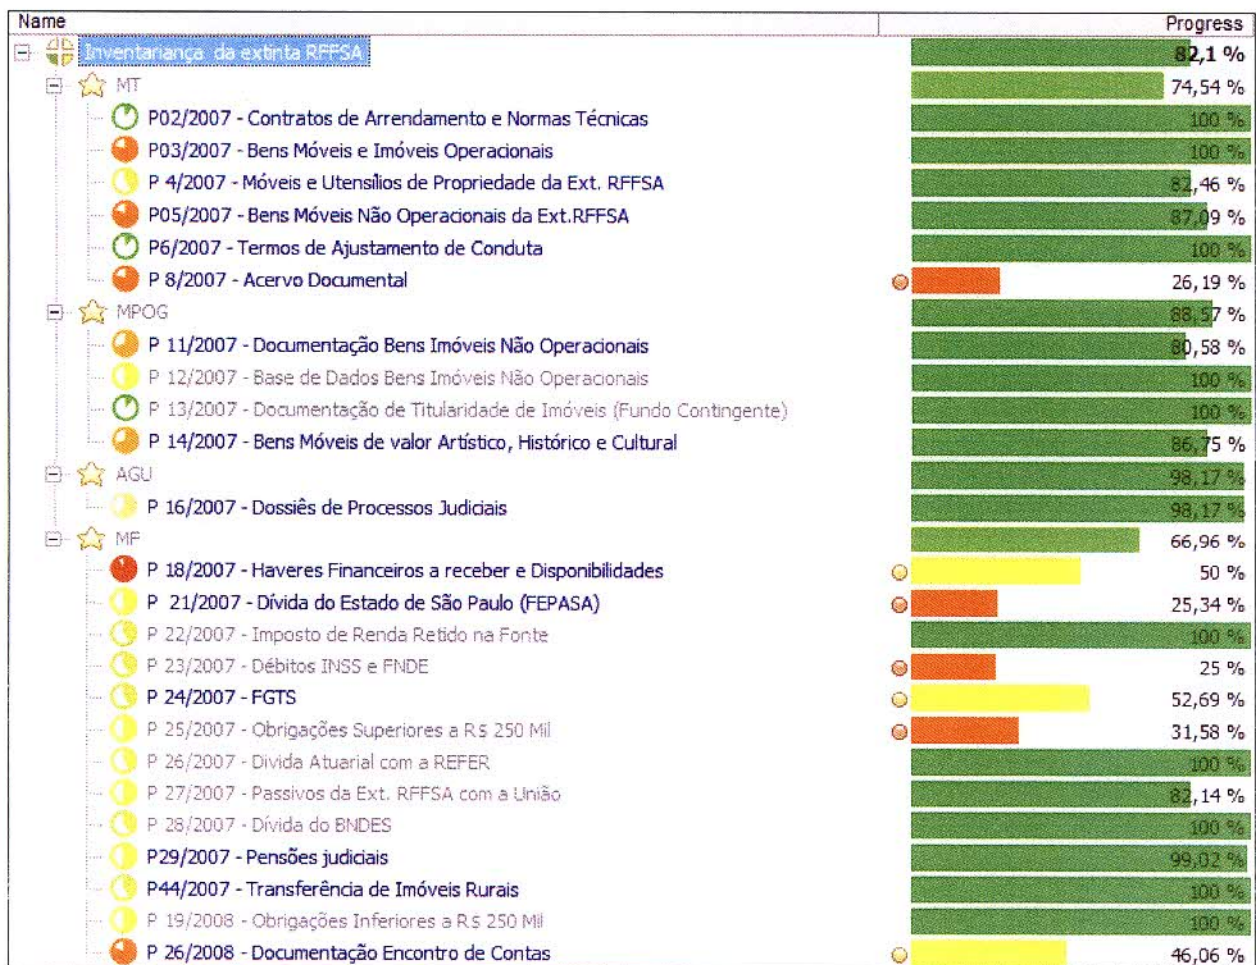 Name Progress
Inventariança da extinta RFFSA 82,1 %
MT 74,54 %
P02/2007 - Contratos de Arrendamento e Normas Técnicas 100 %
P03/2007 - Bens Móveis e Imóveis Operacionais 100 %
P 4/2007 - Móveis e Utensílios de Propriedade da Ext. RFFSA 82,46 %
P05/2007 - Bens Móveis Não Operacionais da Ext.RFFSA 87,09 %
P6/2007 - Termos de Ajustamento de Conduta 100 %
P 8/2007 - Acervo Documental 26,19 %
MPOG 88,57 %
P 11/2007 - Documentação Bens Imóveis Não Operacionais 80,58 %
P 12/2007 - Base de Dados Bens Imóveis Não Operacionais 100 %
P 13/2007 - Documentação de Titularidade de Imóveis (Fundo Contingente) 100 %
P 14/2007 - Bens Móveis de valor Artístico, Histórico e Cultural 86,75 %
AGU 98,17 %
P 16/2007 - Dossiês de Processos Judiciais 98,17 %
MF 66,96 %
P 18/2007 - Haveres Financeiros a receber e Disponibilidades 50 %
P 21/2007 - Dívida do Estado de São Paulo (FEPASA) 25,34 %
P 22/2007 - Imposto de Renda Retido na Fonte 100 %
P 23/2007 - Débitos INSS e FNDE 25 %
P 24/2007 - FGTS 52,69 %
P 25/2007 - Obrigações Superiores a R$ 250 Mil 31,58 %
P 26/2007 - Divida Atuarial com a REFER 100 %
P 27/2007 - Passivos da Ext. RFFSA com a União 82,14 %
P 28/2007 - Dívida do BNDES 100 %
P29/2007 - Pensões judiciais 99,02 %
P44/2007 - Transferência de Imóveis Rurais 100 %
P 19/2008 - Obrigações Inferiores a R$ 250 Mil 100 %
P 26/2008 - Documentação Encontro de Contas 46,06 %